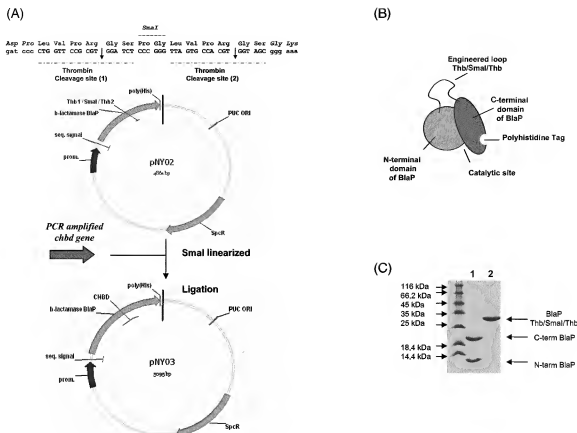 (A)
SmaI
Asp Pro Leu Val Pro Arg Gly Ser Pro Gly Leu Val Pro Arg Gly Ser Gly Lys
gat ccc CTG GTT CCG CGT GGA TCT CCC GGG TTA GTG CCA CGT GGT AGC ggg aaa
Thrombin
Cleavage site (1)
Thrombin
Cleavage site (2)
poly(His)
Thb1-SmaI-Thb2
b-lactamase BlaP
PUC ORI
seq. signal
prom.
pNY02
SpcR
PCR amplified
chbd gene
SmaI linearized
Ligation
poly(His)
CHBD
b-lactamase BlaP
PUC ORI
seq. signal
prom.
pNY03
SpcR
(B)
Engineered loop
Thb/SmaI/Thb
C-terminal
domain
of BlaP
Polyhistidine Tag
N-terminal
domain
of BlaP
Catalytic site
(C)
1 2
116 kDa
66,2 kDa
45 kDa
35 kDa
25 kDa
18,4 kDa
14,4 kDa
BlaP
Thb/SmaI/Thb
C-term BlaP
N-term BlaP